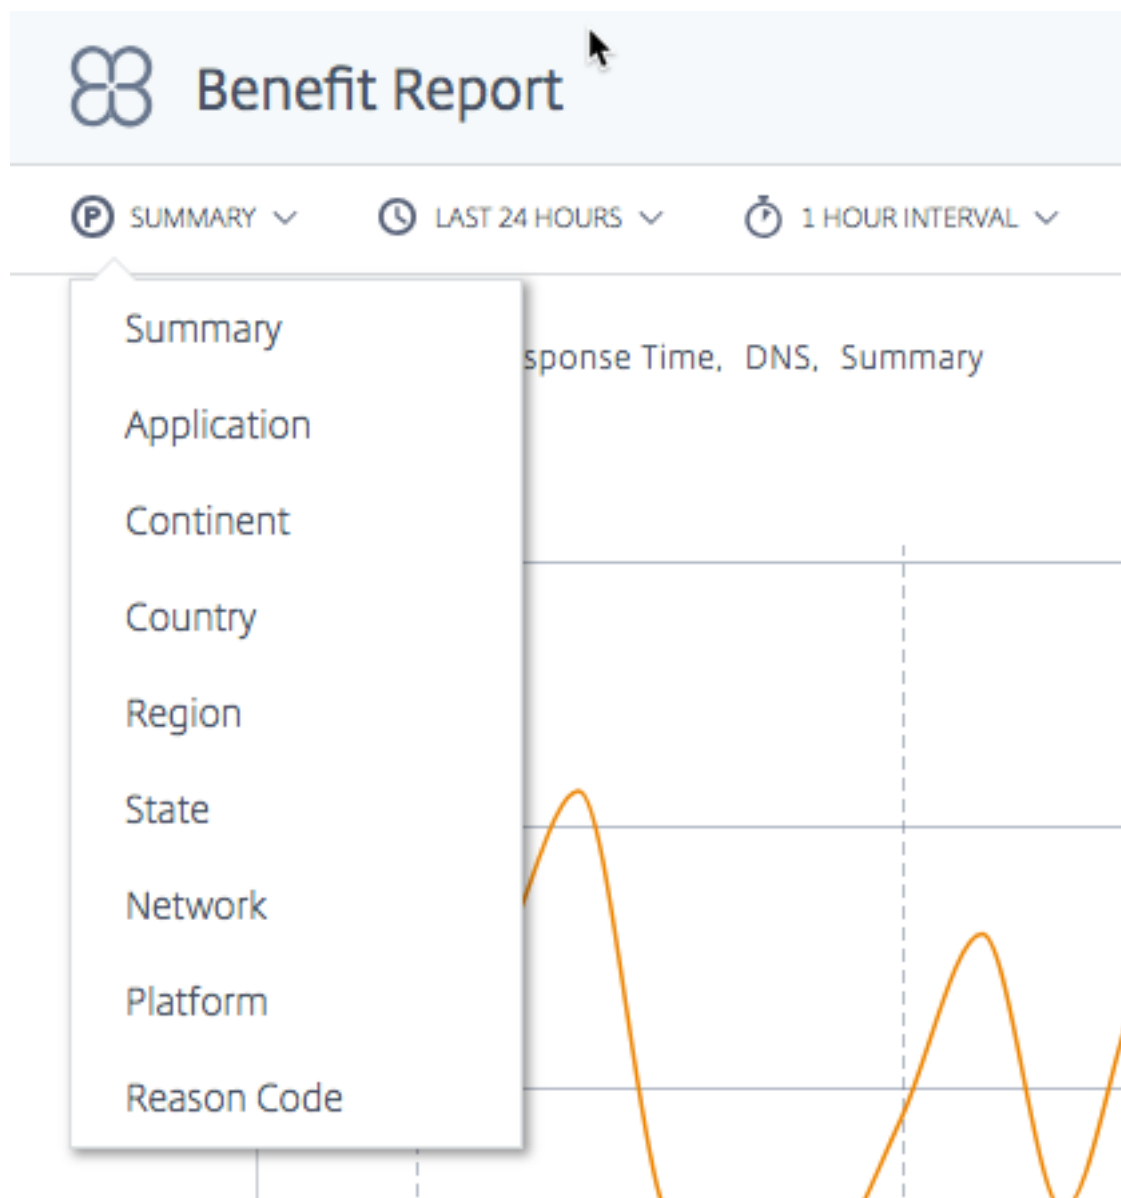 Benefit Report
P SUMMARY LAST 24 HOURS 1 HOUR INTERVAL
Summary
sponse Time, DNS, Summary
Application
Continent
Country
Region
State
Network
Platform
Reason Code